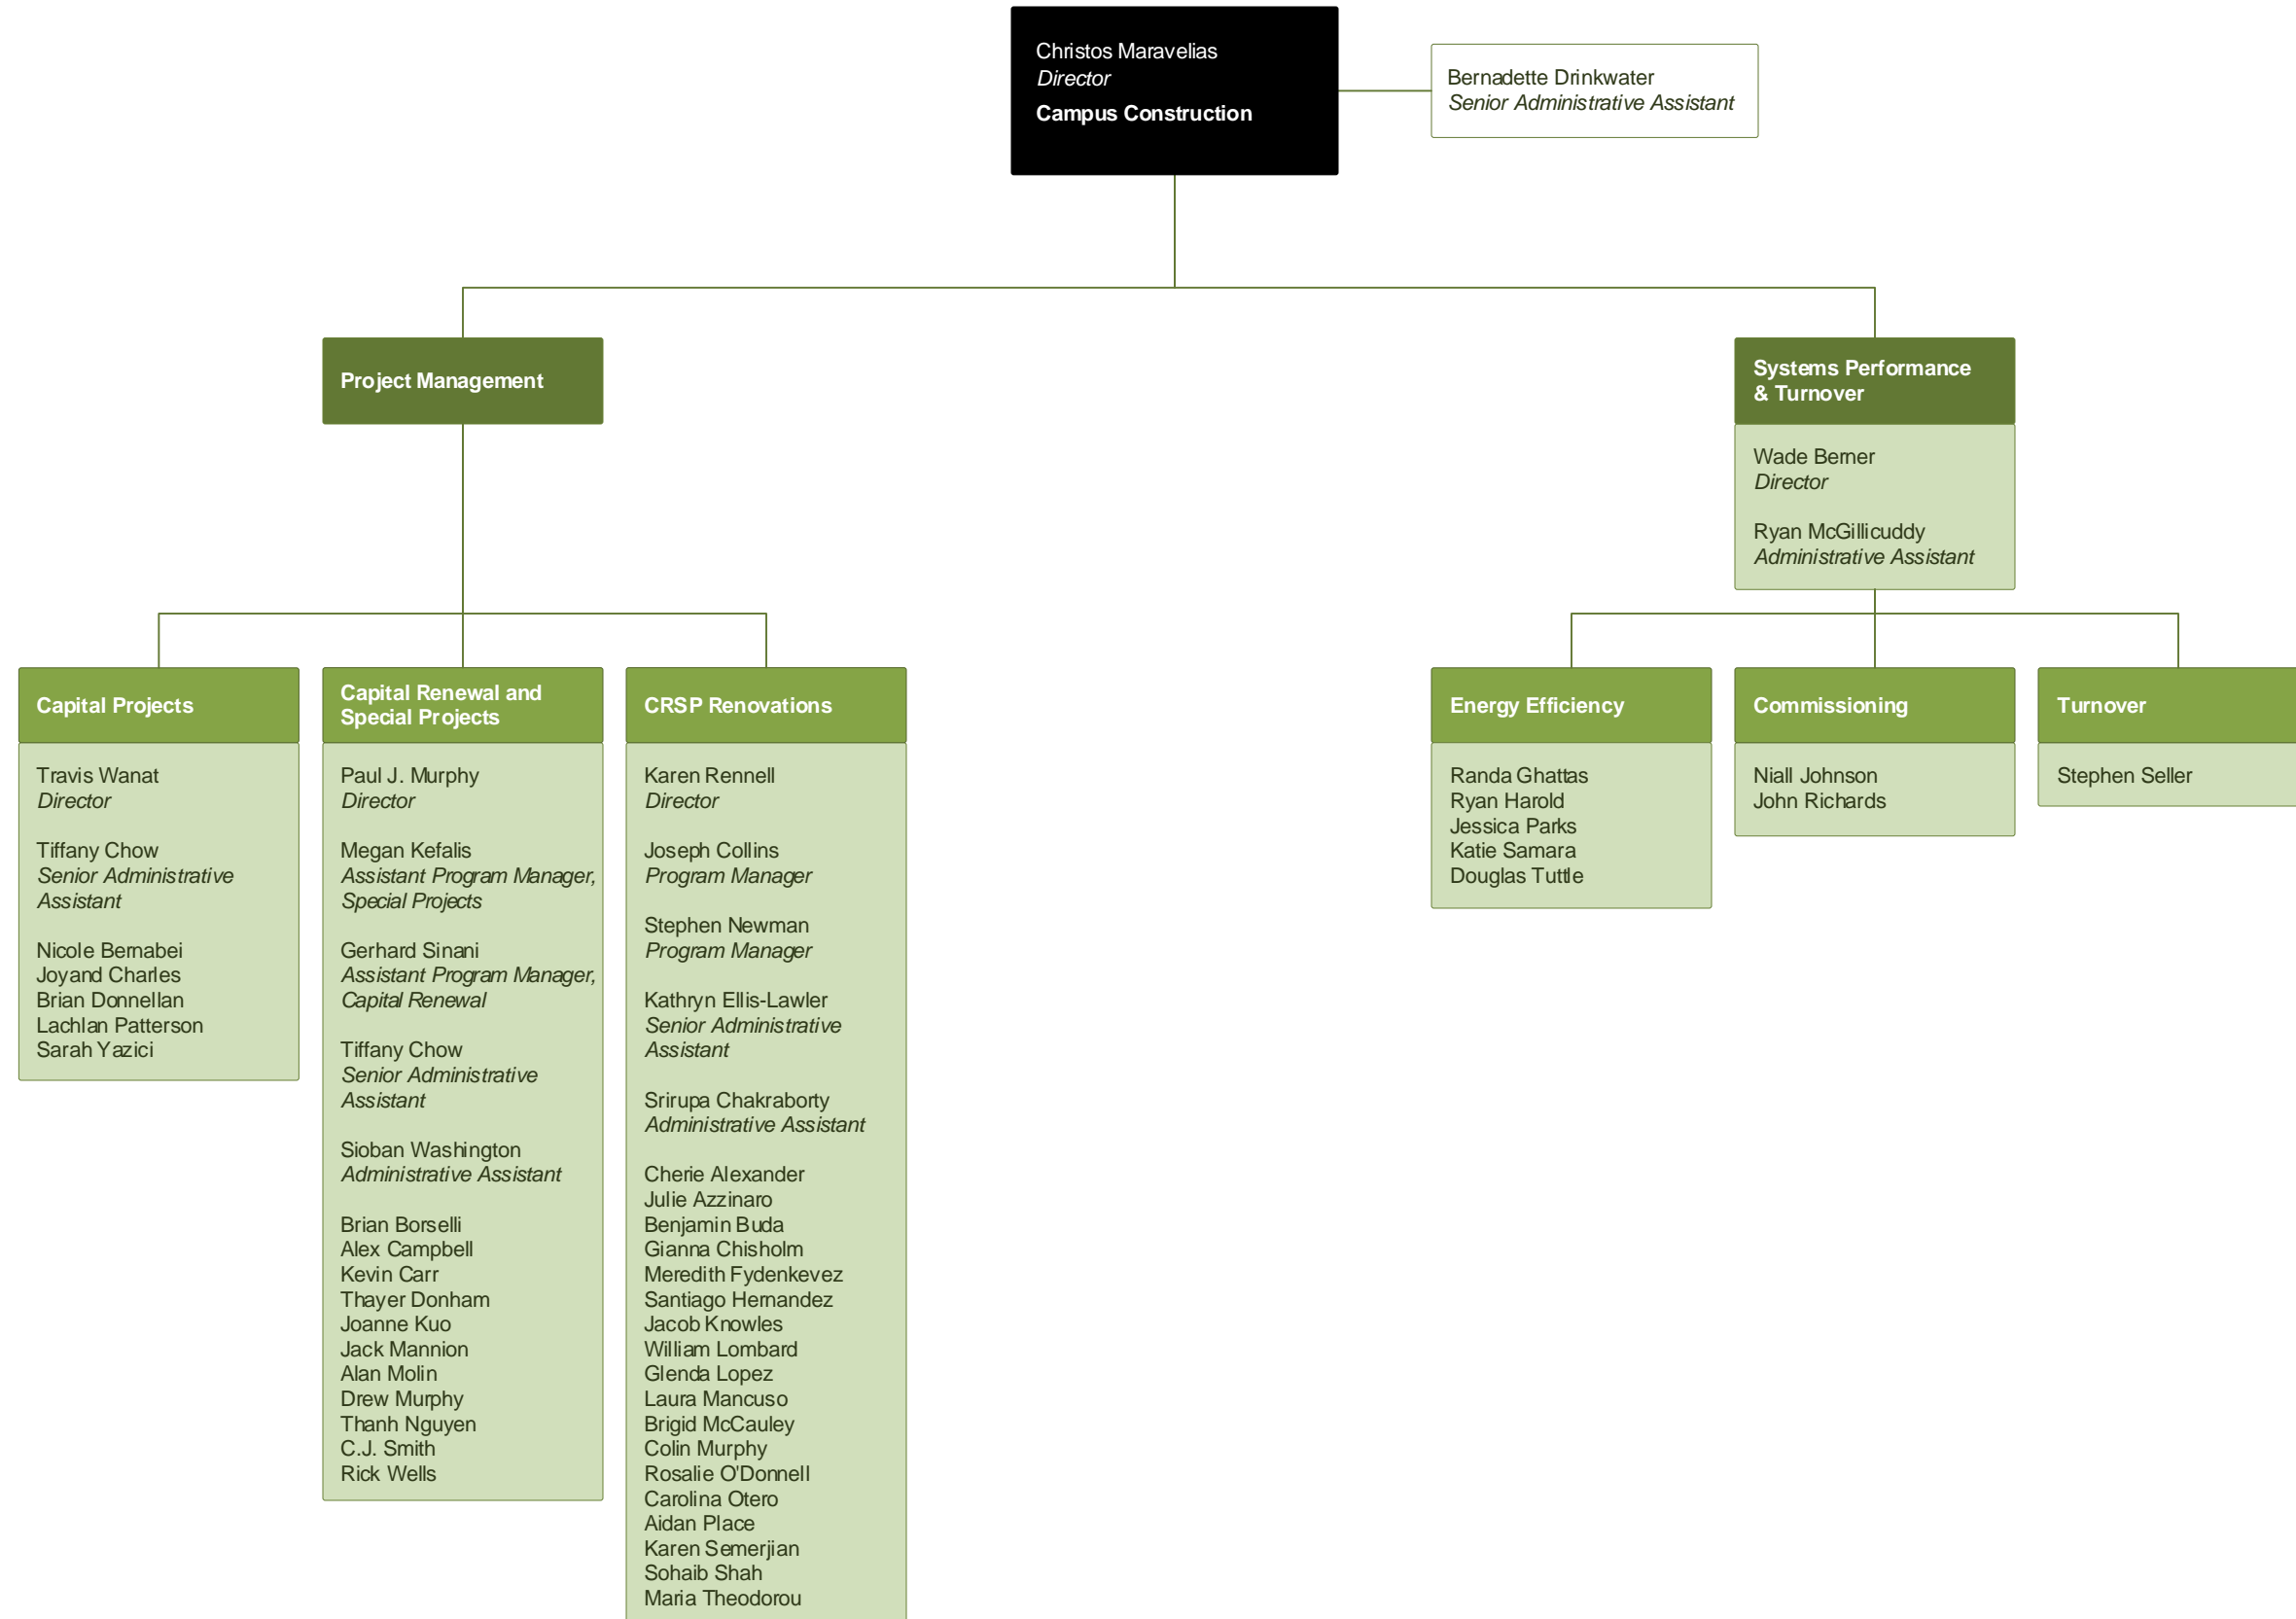 Christos Maravelias
Director
Campus Construction
Bernadette Drinkwater
Senior Administrative Assistant
Project Management
Systems Performance
& Turnover
Wade Berner
Director
Ryan McGillicuddy
Administrative Assistant
Capital Projects
Travis Wanat
Director
Tiffany Chow
Senior Administrative
Assistant
Nicole Bernabei
Joyand Charles
Brian Donnellan
Lachlan Patterson
Sarah Yazici
Capital Renewal and
Special Projects
Paul J. Murphy
Director
Megan Kefalis
Assistant Program Manager,
Special Projects
Gerhard Sinani
Assistant Program Manager,
Capital Renewal
Tiffany Chow
Senior Administrative
Assistant
Sioban Washington
Administrative Assistant
Brian Borselli
Alex Campbell
Kevin Carr
Thayer Donham
Joanne Kuo
Jack Mannion
Alan Molin
Drew Murphy
Thanh Nguyen
C.J. Smith
Rick Wells
CRSP Renovations
Karen Rennell
Director
Joseph Collins
Program Manager
Stephen Newman
Program Manager
Kathryn Ellis-Lawler
Senior Administrative
Assistant
Srirupa Chakraborty
Administrative Assistant
Cherie Alexander
Julie Azzinaro
Benjamin Buda
Gianna Chisholm
Meredith Fydenkevez
Santiago Hernandez
Jacob Knowles
William Lombard
Glenda Lopez
Laura Mancuso
Brigid McCauley
Colin Murphy
Rosalie O'Donnell
Carolina Otero
Aidan Place
Karen Semerjian
Sohaib Shah
Maria Theodorou
Energy Efficiency
Randa Ghattas
Ryan Harold
Jessica Parks
Katie Samara
Douglas Tuttle
Commissioning
Niall Johnson
John Richards
Turnover
Stephen Seller